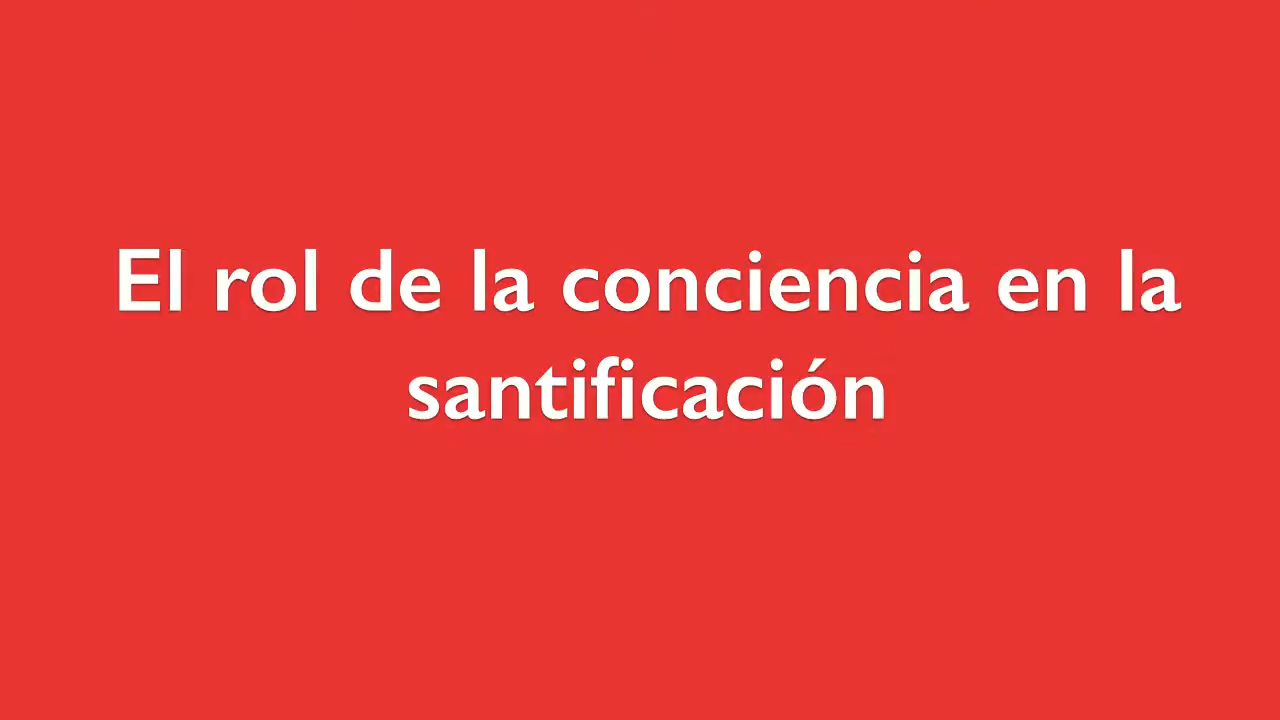 El rol de la conciencia en la
santificación